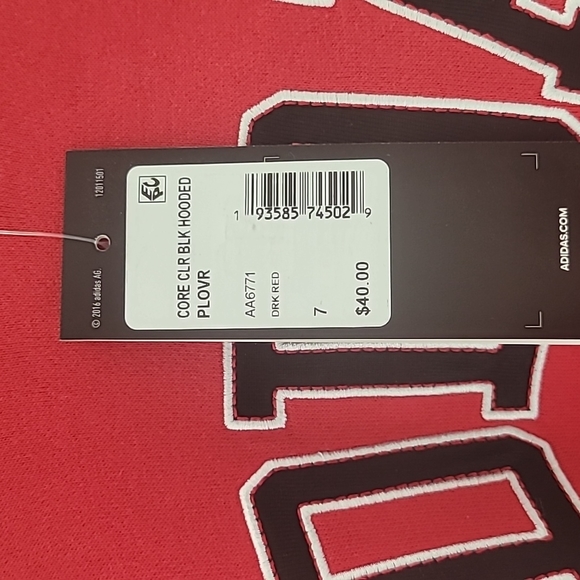 CORE CLR BLK HOODED
PLOVR
AA6771
DRK RED
7
$40.00
1 93585 74502 9
12011501
© 2016 adidas AG.
ADIDAS.COM